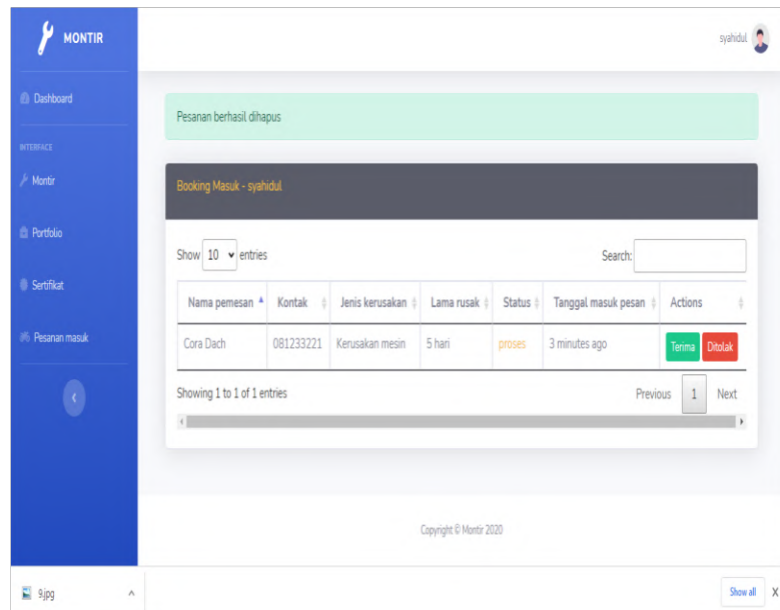 MONTIR
syahidul
Dashboard
Pesanan berhasil dihapus
INTERFACE
Montir
Booking Masuk - syahidul
Portfolio
Show 10 entries
Search:
Sertifikat
Nama pemesan Kontak Jenis kerusakan Lama rusak Status Tanggal masuk pesan Actions
Pesanan masuk
Cora Dach 081233221 Kerusakan mesin 5 hari proses 3 minutes ago Terima Ditolak
Showing 1 to 1 of 1 entries
Previous 1 Next
Copyright © Montir 2020
9.jpg
Show all X